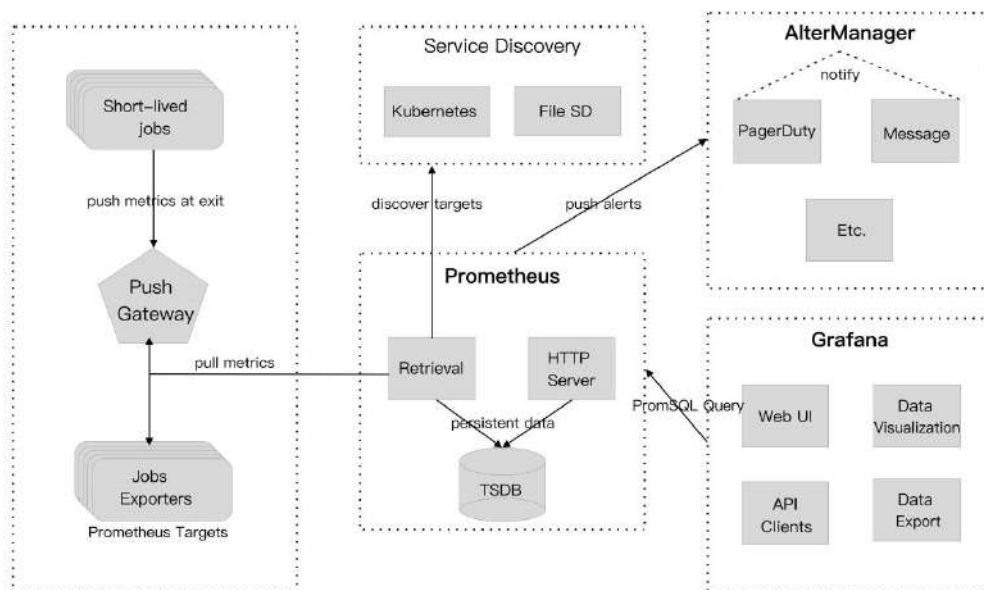 Short-lived
jobs
push metrics at exit
Push
Gateway
pull metrics
Jobs
Exporters
Prometheus Targets
Service Discovery
Kubernetes
File SD
discover targets
push alerts
Prometheus
Retrieval
HTTP
Server
persistent data
TSDB
AlterManager
notify
PagerDuty
Message
Etc.
Grafana
PromSQL Query
Web UI
Data
Visualization
API
Clients
Data
Export